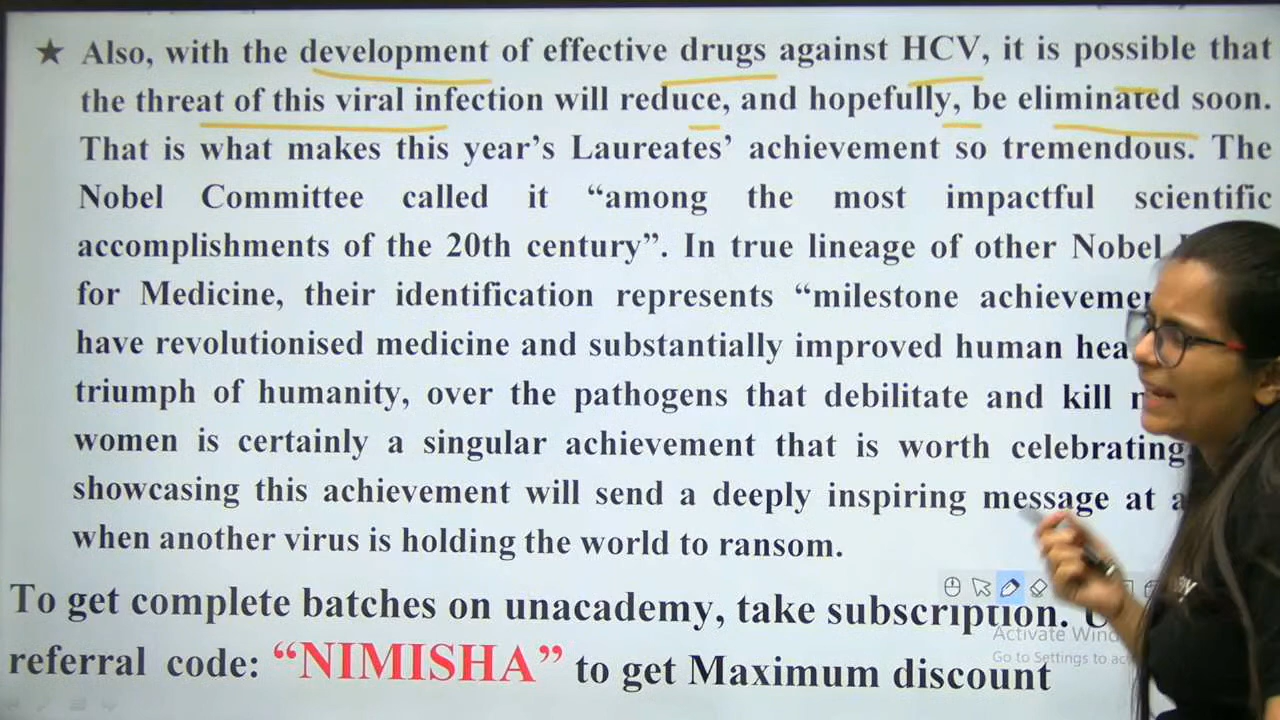 ★ Also, with the development of effective drugs against HCV, it is possible that
the threat of this viral infection will reduce, and hopefully, be eliminated soon.
That is what makes this year’s Laureates’ achievement so tremendous. The
Nobel Committee called it “among the most impactful scientific
accomplishments of the 20th century”. In true lineage of other Nobel
for Medicine, their identification represents “milestone
have revolutionised medicine and substantially improved human
triumph of humanity, over the pathogens that debilitate and kill
women is certainly a singular achievement that is worth celebrating
showcasing this achievement will send a deeply inspiring message at
when another virus is holding the world to ransom.
To get complete batches on unacademy, take subscription.
referral code: “NIMISHA” to get Maximum discount
Activate
Go to Settings to